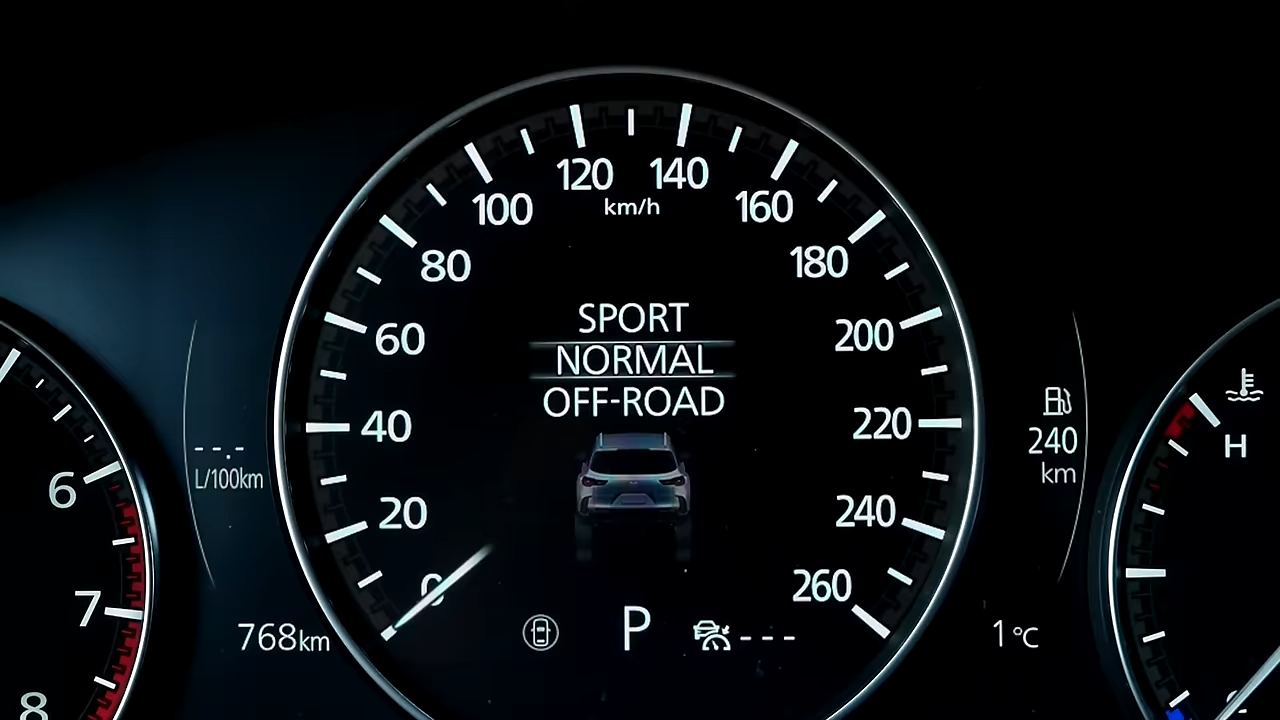 120 140
km/h
100 160
80 180
60 200
40 220
20 240
0 260
SPORT
NORMAL
OFF-ROAD
--.-
L/100km
768km
P
---
240
km
1°C
H
6
7
8